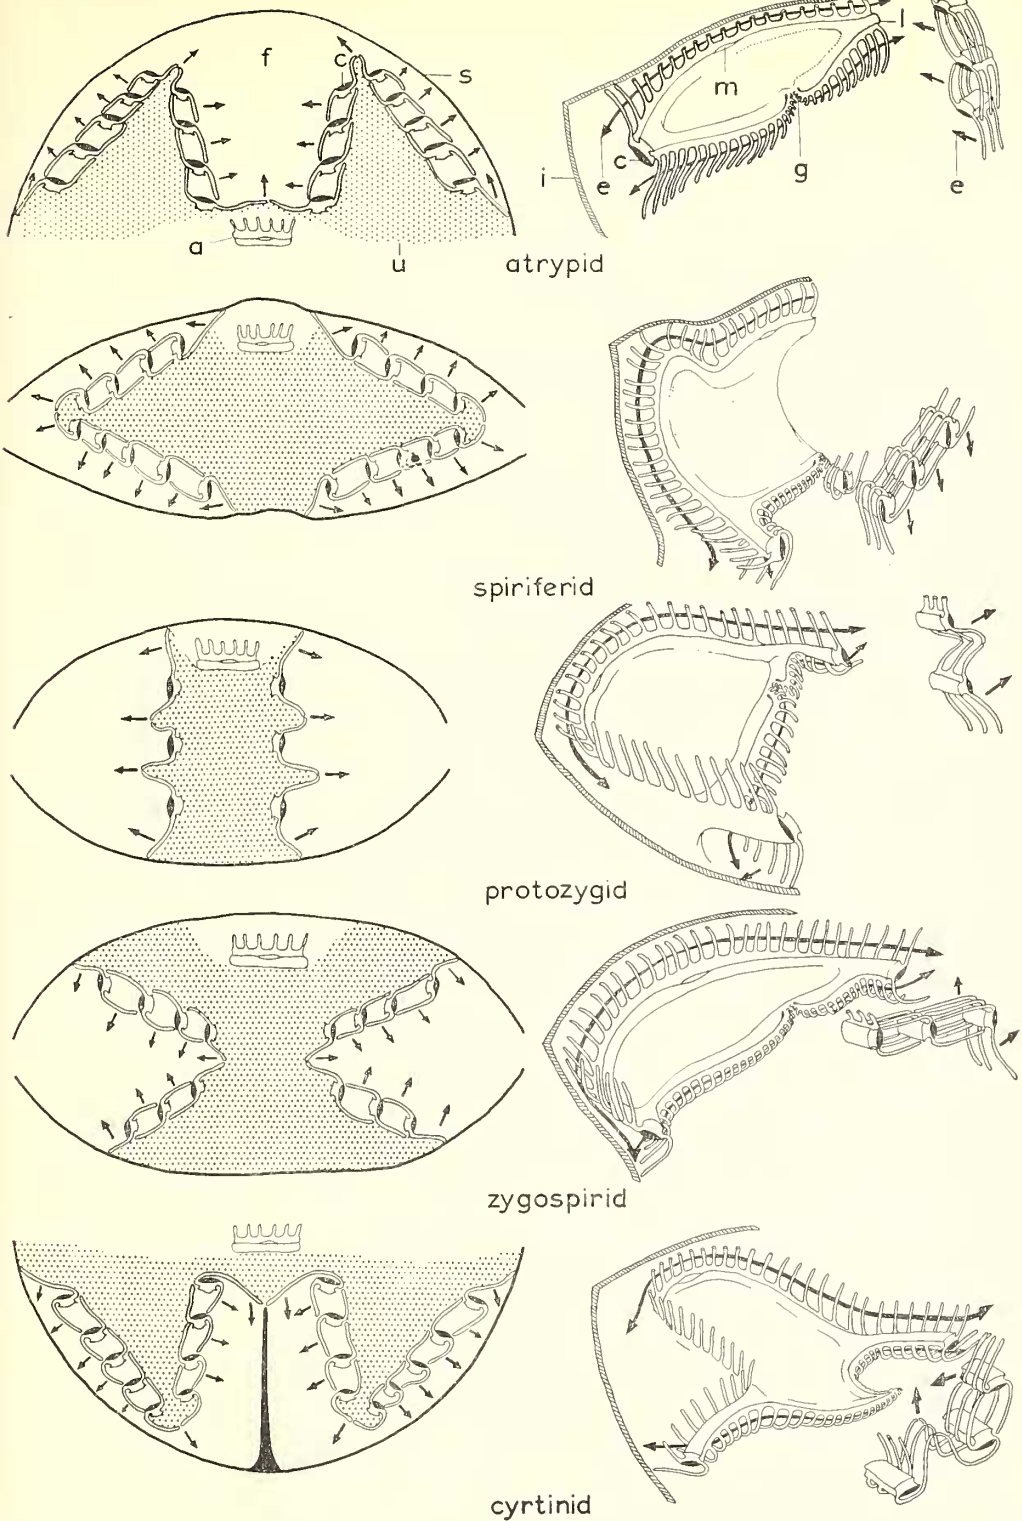 f
c
s
a
u
l
m
i
e
c
g
e
atrypid
spiriferid
protozygid
zygospirid
cyrtinid